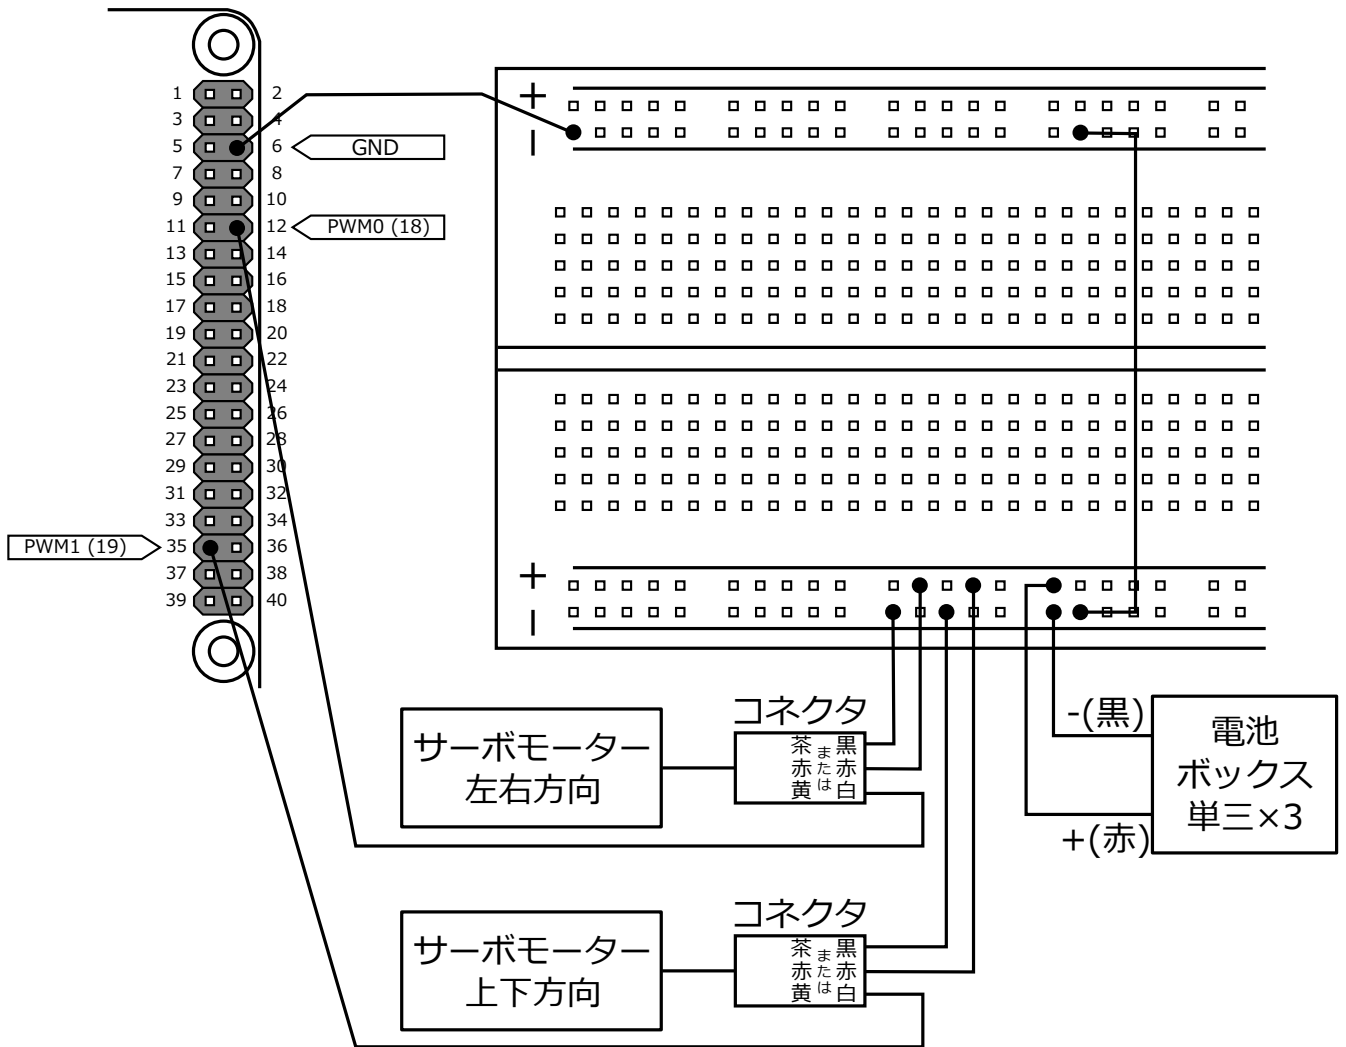 1 2
3 4
5 6 GND
7 8
9 10
11 12 PWM0 (18)
13 14
15 16
17 18
19 20
21 22
23 24
25 26
27 28
29 30
31 32
33 34
PWM1 (19) 35 36
37 38
39 40
+
-
+
-
サーボモーター
左右方向
コネクタ
茶 黒
赤 または 赤
黄 白
-(黒)
+(赤)
電池
ボックス
単三×3
サーボモーター
上下方向
コネクタ
茶 黒
赤 または 赤
黄 白